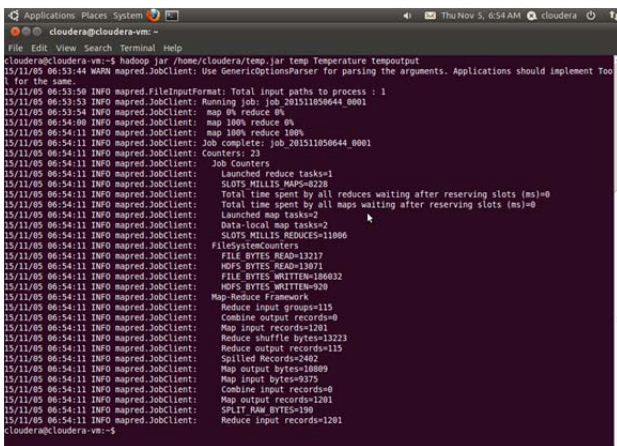 Applications Places System Thu Nov 5, 6:54 AM cloudera
cloudera@cloudera-vm: ~
File Edit View Search Terminal Help
cloudera@cloudera-vm:~$ hadoop jar /home/cloudera/temp.jar temp Temperature tempoutput
15/11/05 06:53:44 WARN mapred.JobClient: Use GenericOptionsParser for parsing the arguments. Applications should implement Too
l for the same.
15/11/05 06:53:50 INFO mapred.FileInputFormat: Total input paths to process : 1
15/11/05 06:53:53 INFO mapred.JobClient: Running job: job_201511050644_0001
15/11/05 06:53:54 INFO mapred.JobClient:  map 0% reduce 0%
15/11/05 06:54:00 INFO mapred.JobClient:  map 100% reduce 0%
15/11/05 06:54:11 INFO mapred.JobClient:  map 100% reduce 100%
15/11/05 06:54:11 INFO mapred.JobClient: Job complete: job_201511050644_0001
15/11/05 06:54:11 INFO mapred.JobClient: Counters: 23
15/11/05 06:54:11 INFO mapred.JobClient:   Job Counters
15/11/05 06:54:11 INFO mapred.JobClient:     Launched reduce tasks=1
15/11/05 06:54:11 INFO mapred.JobClient:     SLOTS_MILLIS_MAPS=8228
15/11/05 06:54:11 INFO mapred.JobClient:     Total time spent by all reduces waiting after reserving slots (ms)=0
15/11/05 06:54:11 INFO mapred.JobClient:     Total time spent by all maps waiting after reserving slots (ms)=0
15/11/05 06:54:11 INFO mapred.JobClient:     Launched map tasks=2
15/11/05 06:54:11 INFO mapred.JobClient:     Data-local map tasks=2
15/11/05 06:54:11 INFO mapred.JobClient:     SLOTS_MILLIS_REDUCES=11006
15/11/05 06:54:11 INFO mapred.JobClient:   FileSystemCounters
15/11/05 06:54:11 INFO mapred.JobClient:     FILE_BYTES_READ=13217
15/11/05 06:54:11 INFO mapred.JobClient:     HDFS_BYTES_READ=13071
15/11/05 06:54:11 INFO mapred.JobClient:     FILE_BYTES_WRITTEN=186032
15/11/05 06:54:11 INFO mapred.JobClient:     HDFS_BYTES_WRITTEN=920
15/11/05 06:54:11 INFO mapred.JobClient:   Map-Reduce Framework
15/11/05 06:54:11 INFO mapred.JobClient:     Reduce input groups=115
15/11/05 06:54:11 INFO mapred.JobClient:     Combine output records=0
15/11/05 06:54:11 INFO mapred.JobClient:     Map input records=1201
15/11/05 06:54:11 INFO mapred.JobClient:     Reduce shuffle bytes=13223
15/11/05 06:54:11 INFO mapred.JobClient:     Reduce output records=115
15/11/05 06:54:11 INFO mapred.JobClient:     Spilled Records=2402
15/11/05 06:54:11 INFO mapred.JobClient:     Map output bytes=10809
15/11/05 06:54:11 INFO mapred.JobClient:     Map input bytes=9375
15/11/05 06:54:11 INFO mapred.JobClient:     Combine input records=0
15/11/05 06:54:11 INFO mapred.JobClient:     Map output records=1201
15/11/05 06:54:11 INFO mapred.JobClient:     SPLIT_RAW_BYTES=190
15/11/05 06:54:11 INFO mapred.JobClient:     Reduce input records=1201
cloudera@cloudera-vm:~$